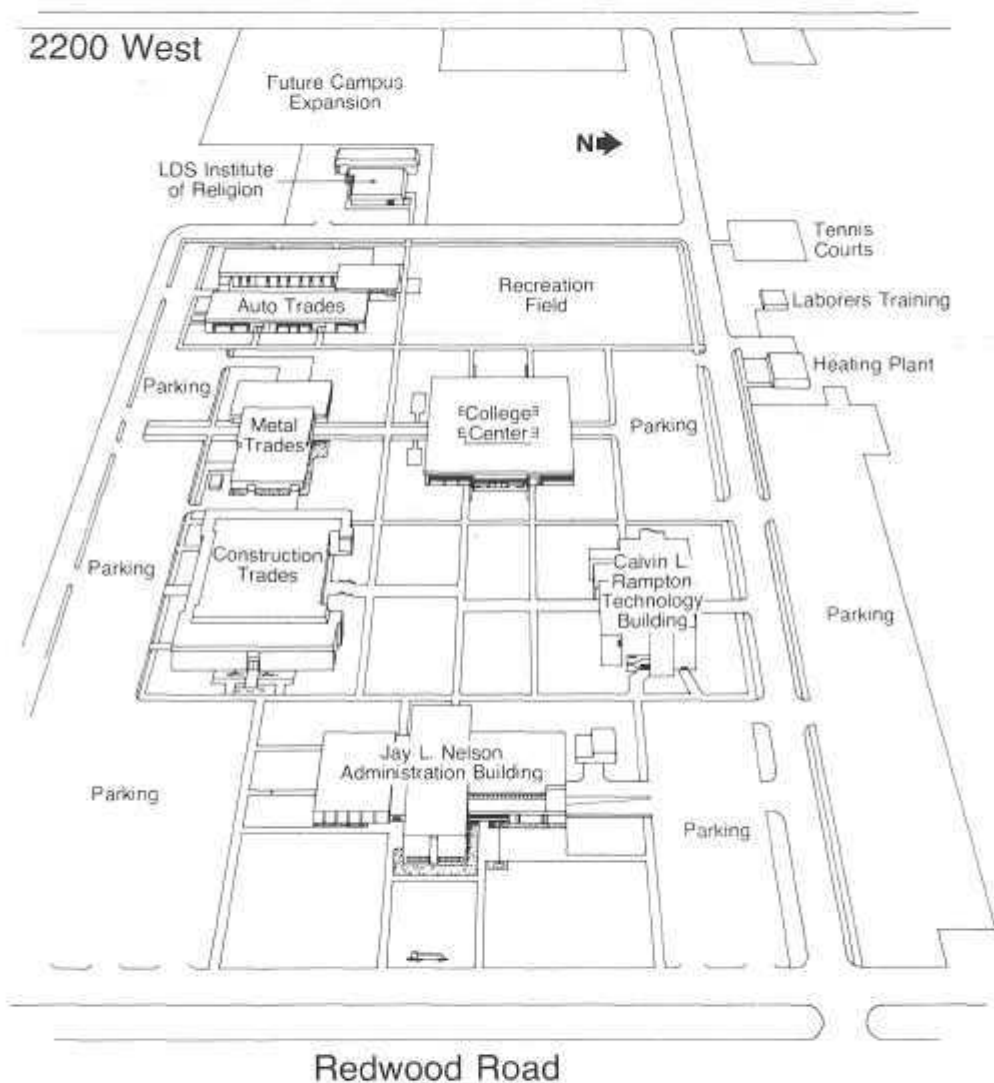 2200 West
Future Campus
Expansion
N
LDS Institute
of Religion
Tennis
Courts
Recreation
Field
Laborers Training
Auto Trades
Heating Plant
Parking
College
Center
Metal
Trades
Parking
Construction
Trades
Parking
Calvin L.
Rampton
Technology
Building
Parking
Jay L. Nelson
Administration Building
Parking
Parking
Redwood Road